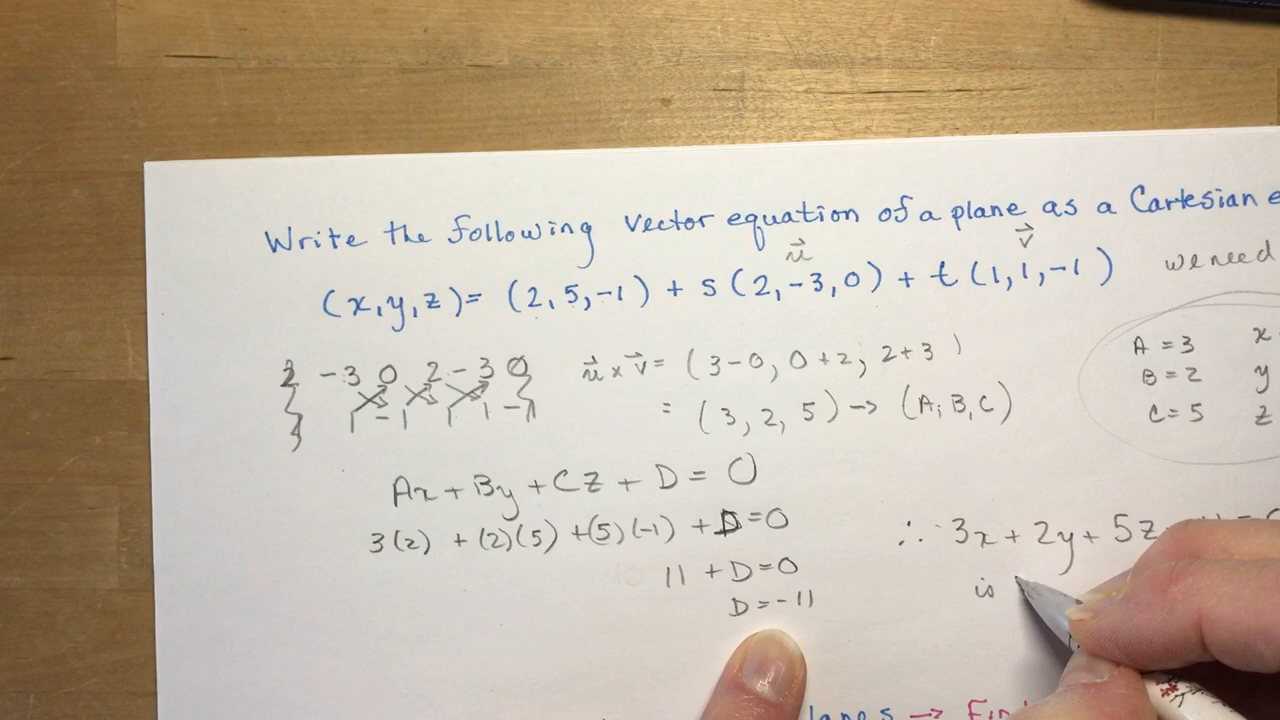 Write the following vector equation of a plane as a Cartesian e
u⃗ v⃗
(x,y,z) = (2,5,-1) + s(2,-3,0) + t(1,1,-1) we need
2 -3 0 2 -3 0
1 -1 1 -1
u⃗ x v⃗ = (3-0, 0+2, 2+3)
= (3, 2, 5) → (A, B, C)
A = 3 x
B = 2 y
C = 5 z
Ax + By + Cz + D = 0
3(2) + (2)(5) + (5)(-1) + D = 0
11 + D = 0
D = -11
∴ 3x + 2y + 5z
is